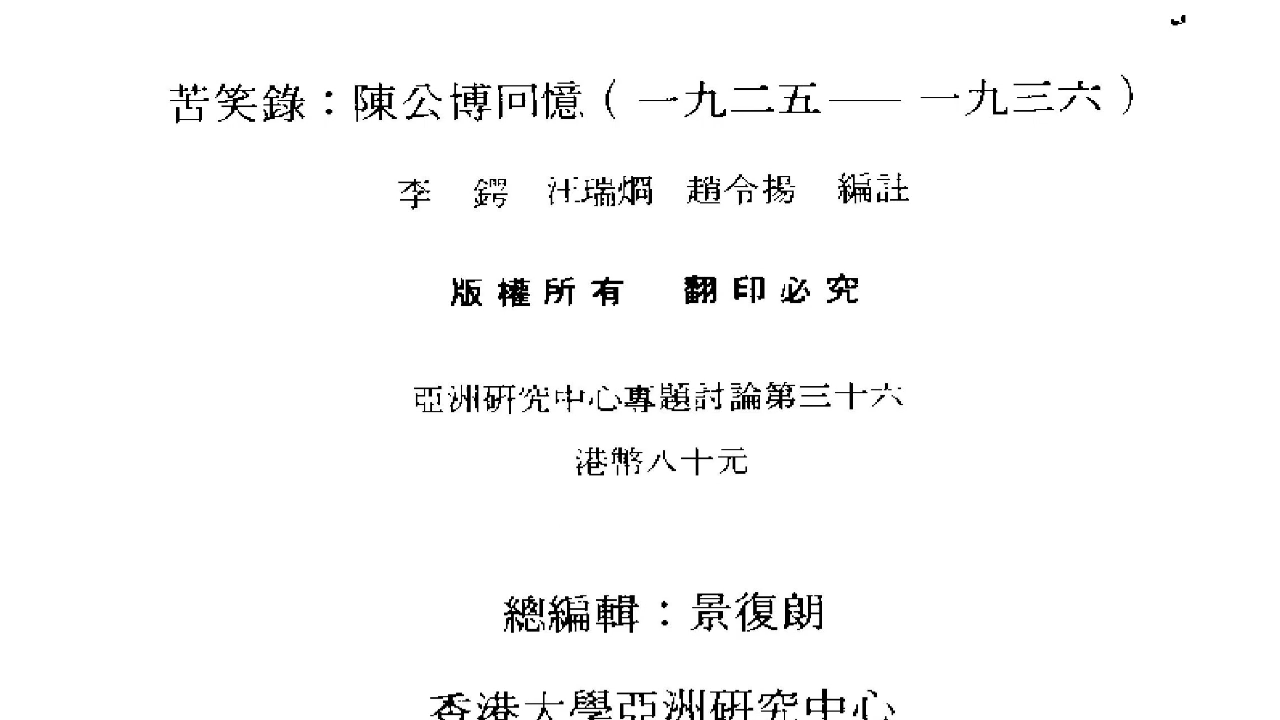 苦笑錄：陳公博回憶（一九二五——一九三六）
李　鍔　汪瑞烱　趙令揚　編註
版權所有　翻印必究
亞洲研究中心專題討論第三十六
港幣八十元
總編輯：景復朗
香港大學亞洲研究中心